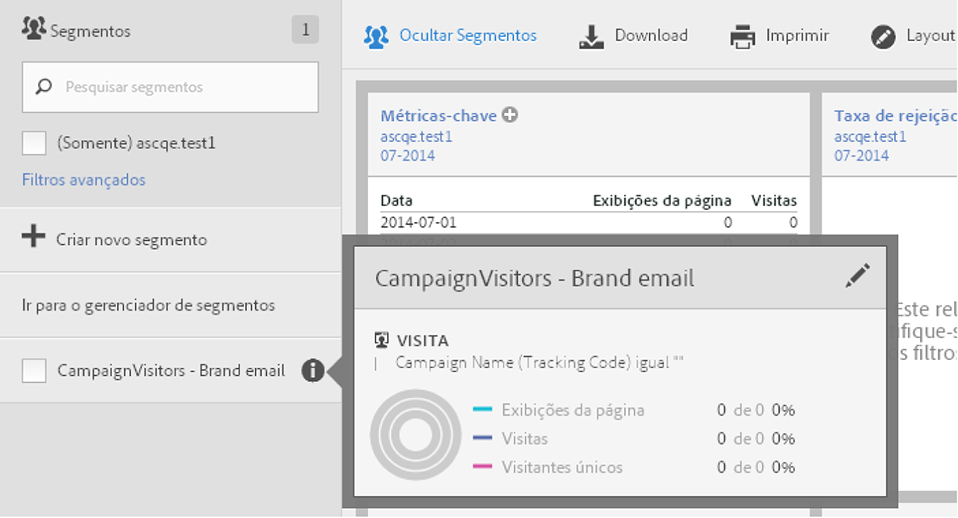 Segmentos 1
Pesquisar segmentos
(Somente) ascqe.test1
Filtros avançados
Criar novo segmento
Ir para o gerenciador de segmentos
CampaignVisitors - Brand email
Ocultar Segmentos Download Imprimir Layout
Métricas-chave
ascqe.test1
07-2014
Data Exibições da página Visitas
2014-07-01 0 0
Taxa de rejeição
ascqe.test1
07-2014
Este rel
ifique-s
os filtros
CampaignVisitors - Brand email
VISITA
| Campaign Name (Tracking Code) igual ""
Exibições da página 0 de 0 0%
Visitas 0 de 0 0%
Visitantes únicos 0 de 0 0%